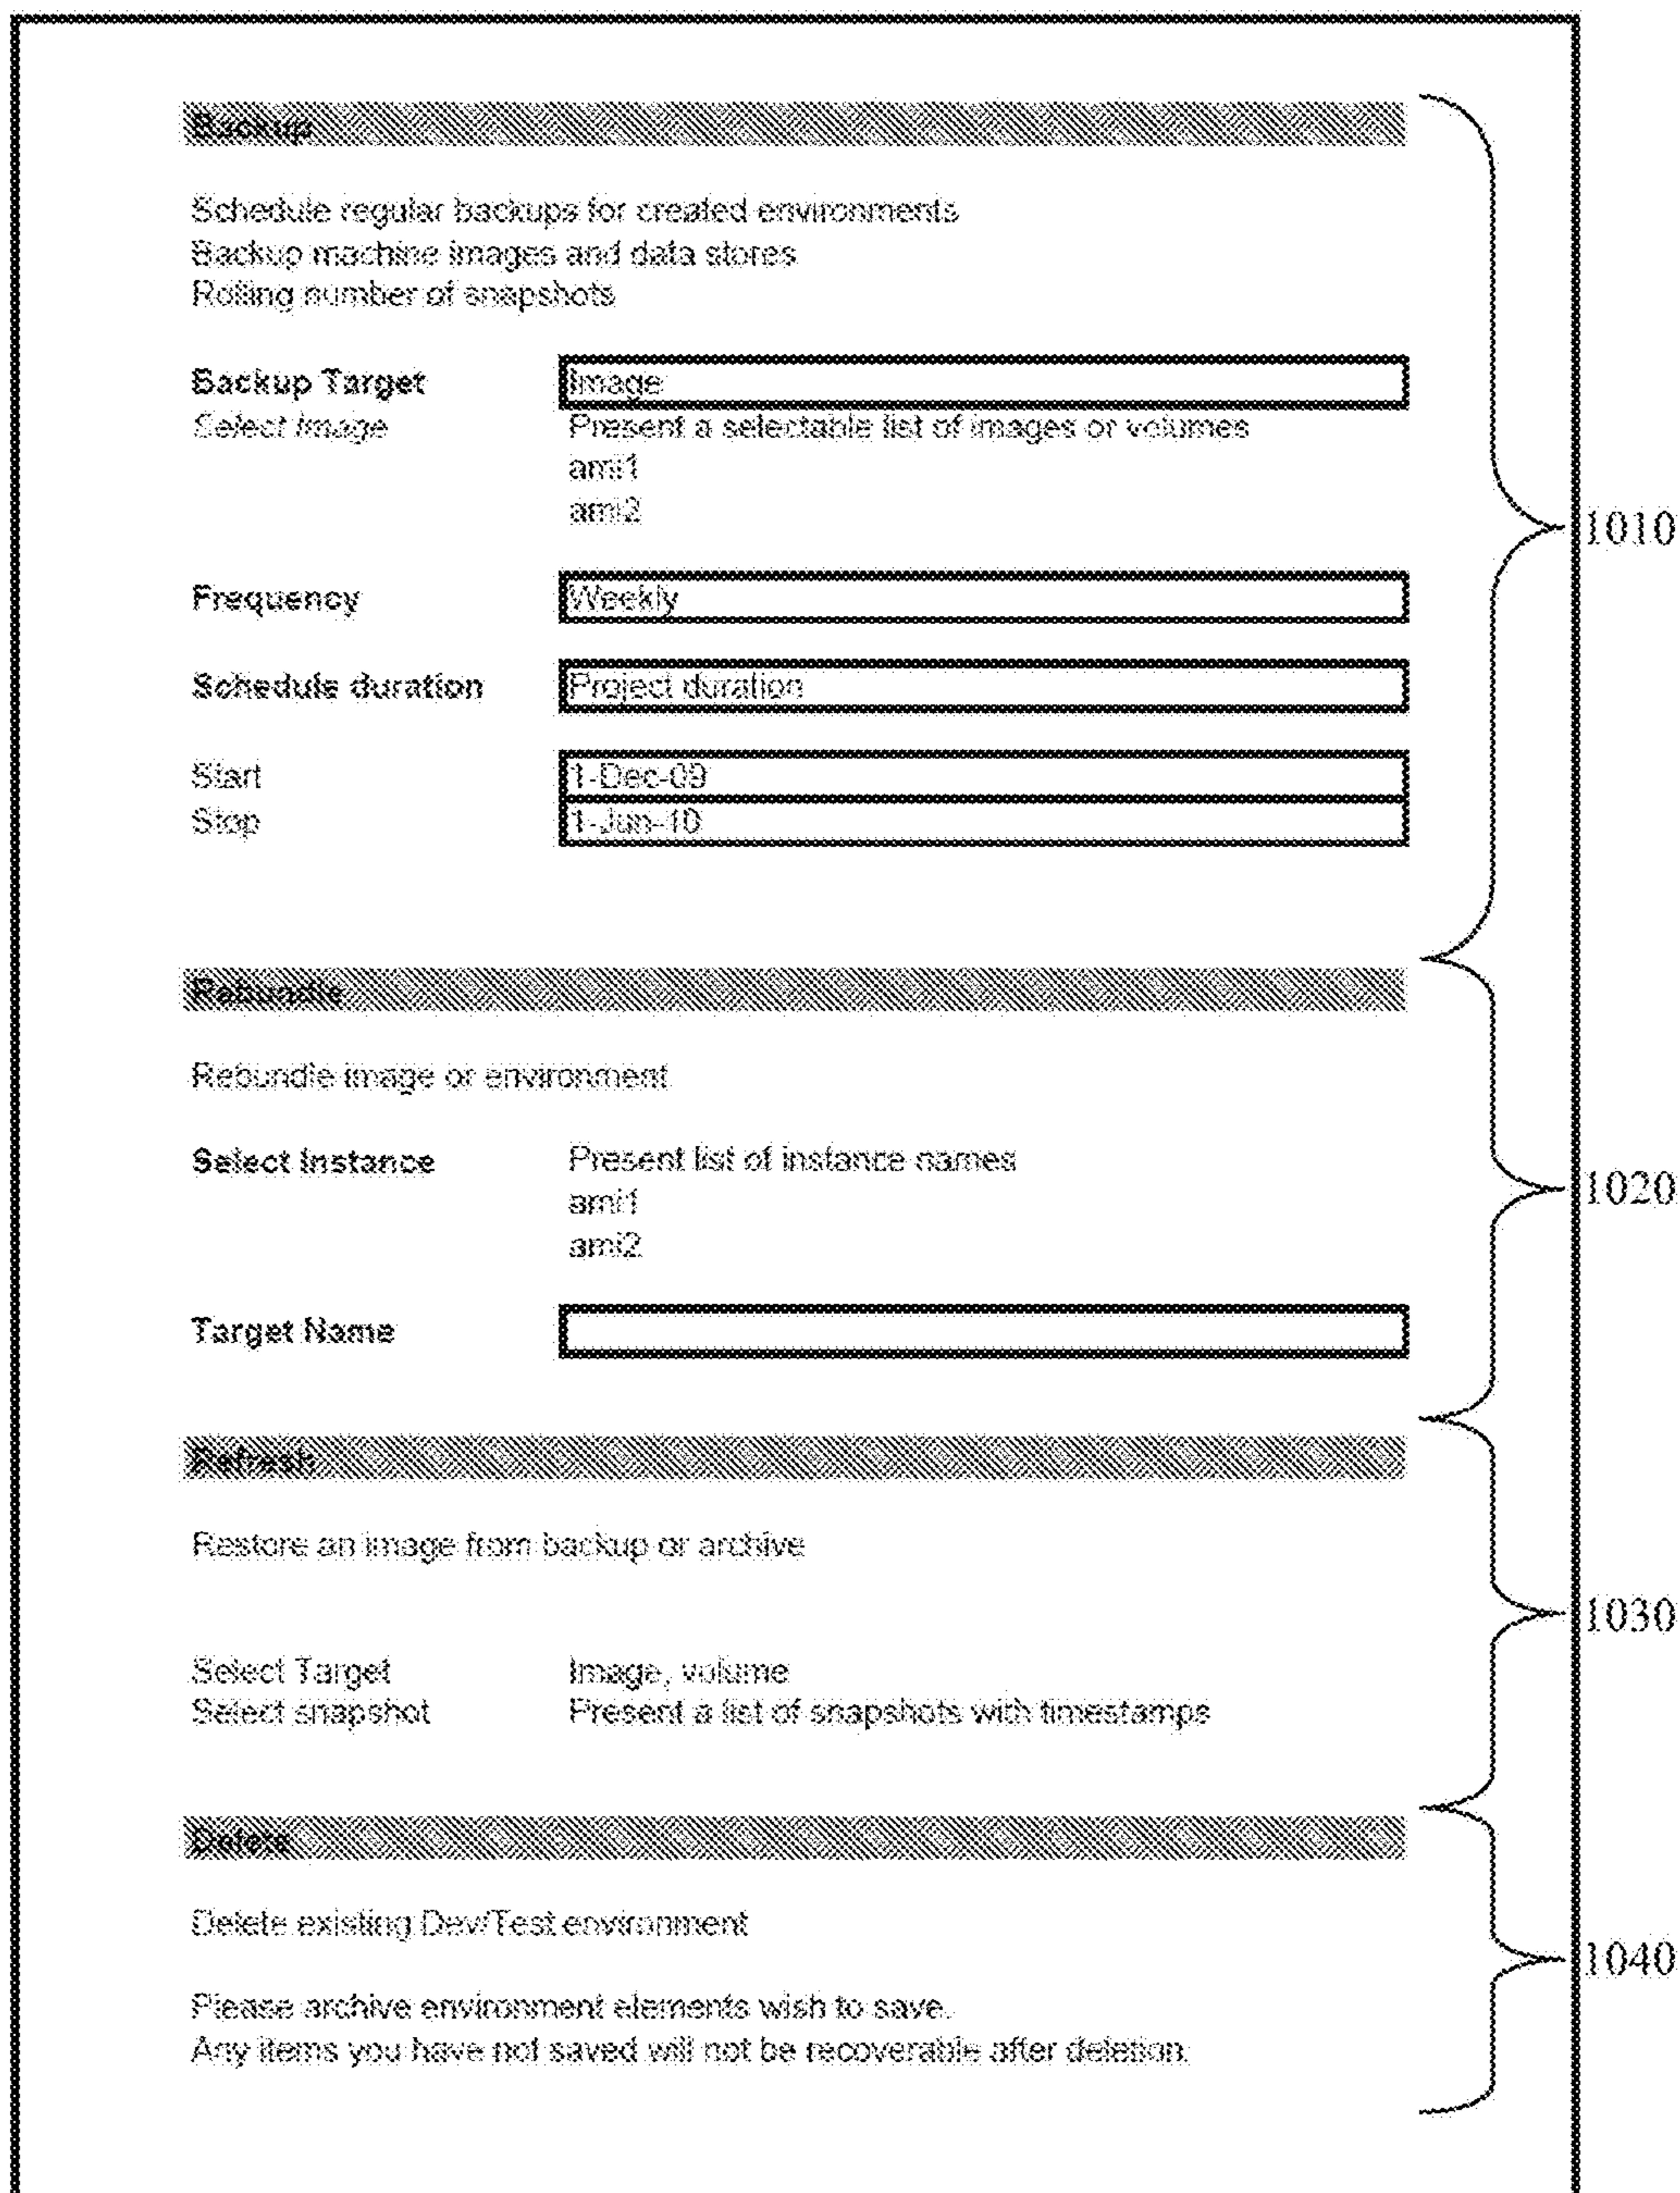 Backup
Schedule regular backups for created environments
Backup machine images and data stores
Rolling number of snapshots
Backup Target Image
Select Image Present a selectable list of images or volumes
ami1
ami2
1010
Frequency Weekly
Schedule duration Project duration
Start 1-Dec-09
Stop 1-Jun-10
Rebundle
Rebundle image or environment
Select Instance Present list of instance names
ami1
ami2
1020
Target Name
Refresh
Restore an image from backup or archive
1030
Select Target Image, volume
Select snapshot Present a list of snapshots with timestamps
Delete
Delete existing Dev/Test environment
1040
Please archive environment elements wish to save.
Any items you have not saved will not be recoverable after deletion.